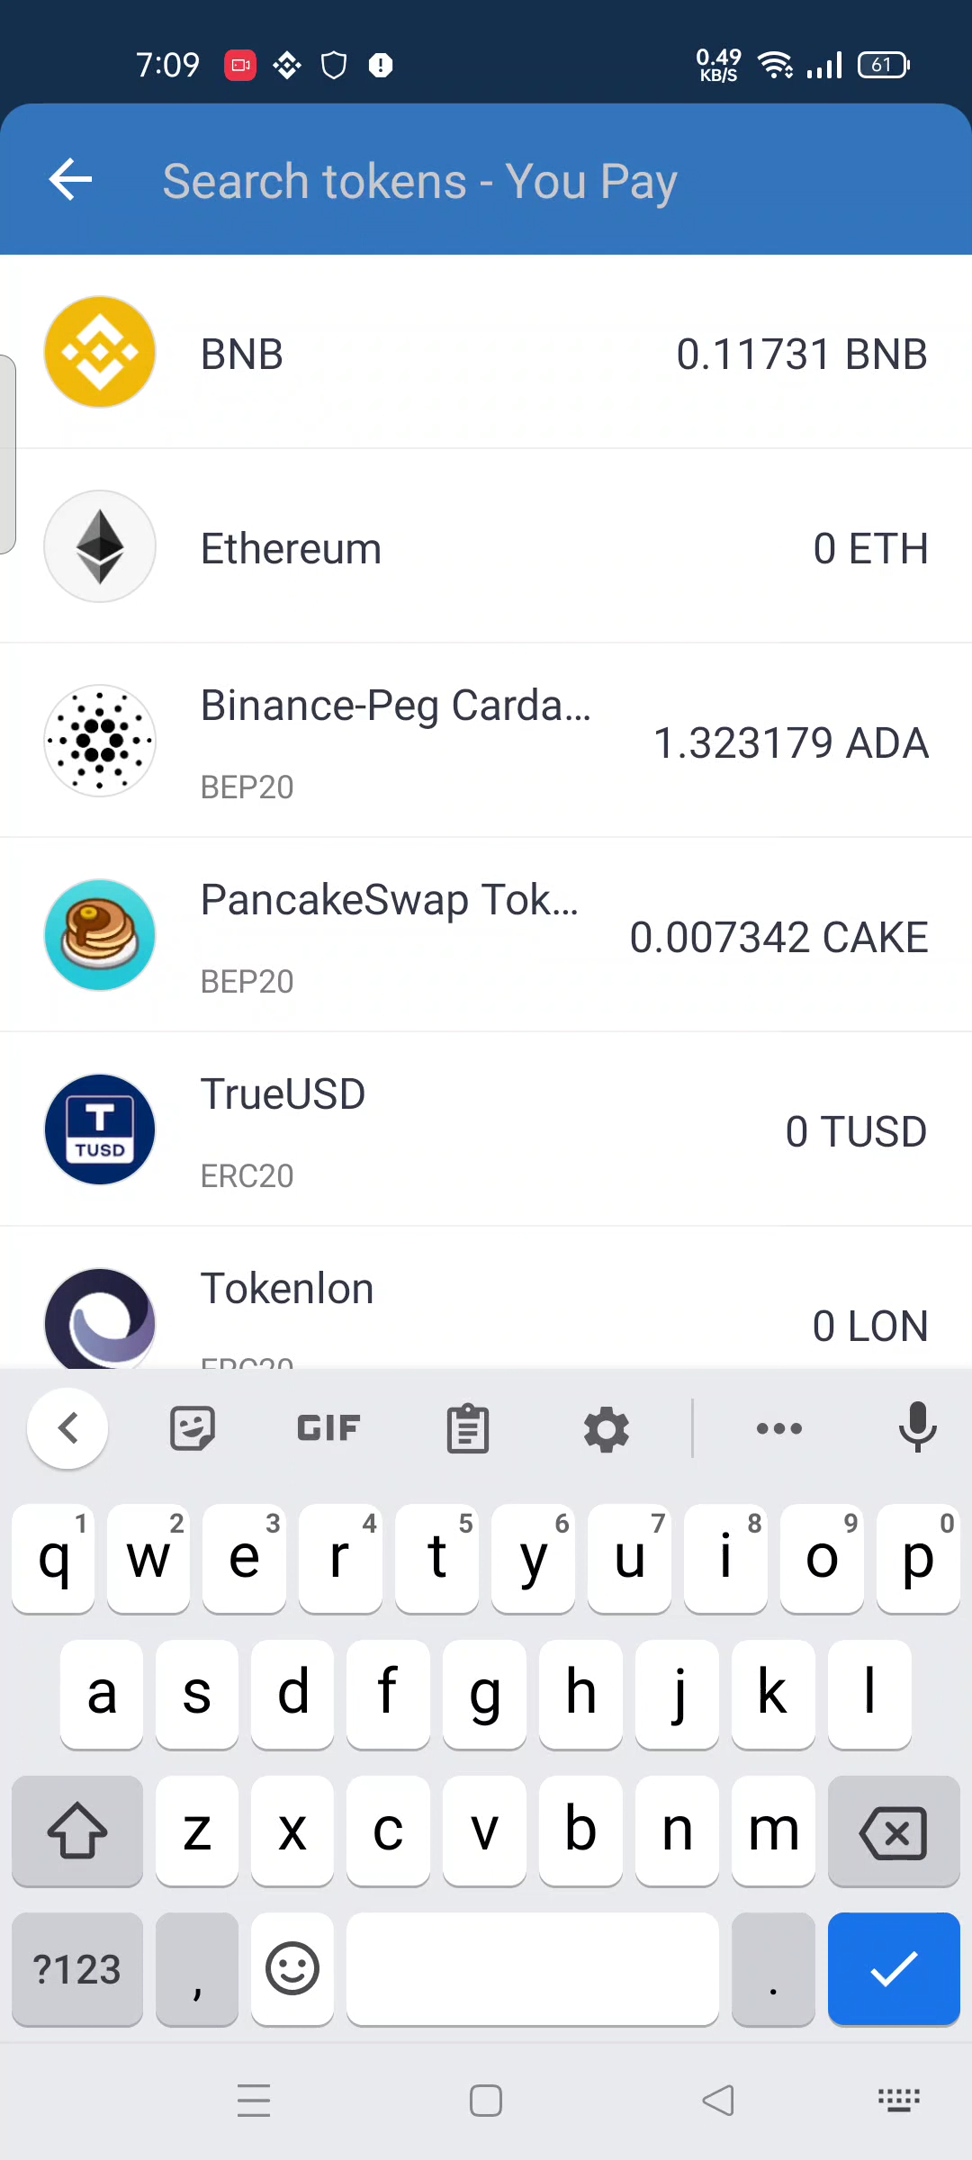 7:09
0.49
KB/S
61
Search tokens - You Pay
BNB
0.11731 BNB
Ethereum
0 ETH
Binance-Peg Carda...
1.323179 ADA
BEP20
PancakeSwap Tok...
0.007342 CAKE
BEP20
T
TUSD
TrueUSD
0 TUSD
ERC20
Tokenlon
0 LON
ERC20
GIF
1 2 3 4 5 6 7 8 9 0
q w e r t y u i o p
a s d f g h j k l
z x c v b n m
?123 , .